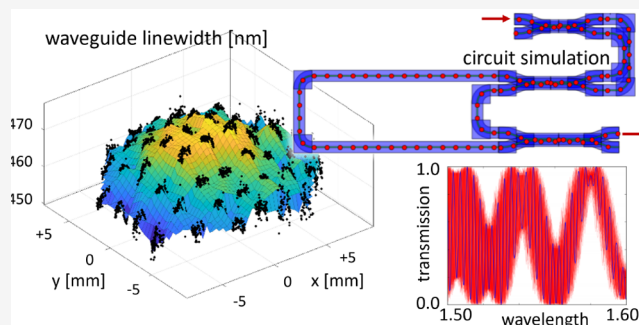 waveguide linewidth [nm]
circuit simulation
470
460
450
+5
0
-5
y [mm]
-5
0
+5
x [mm]
1.0
transmission
0.0
1.50
1.60
wavelength